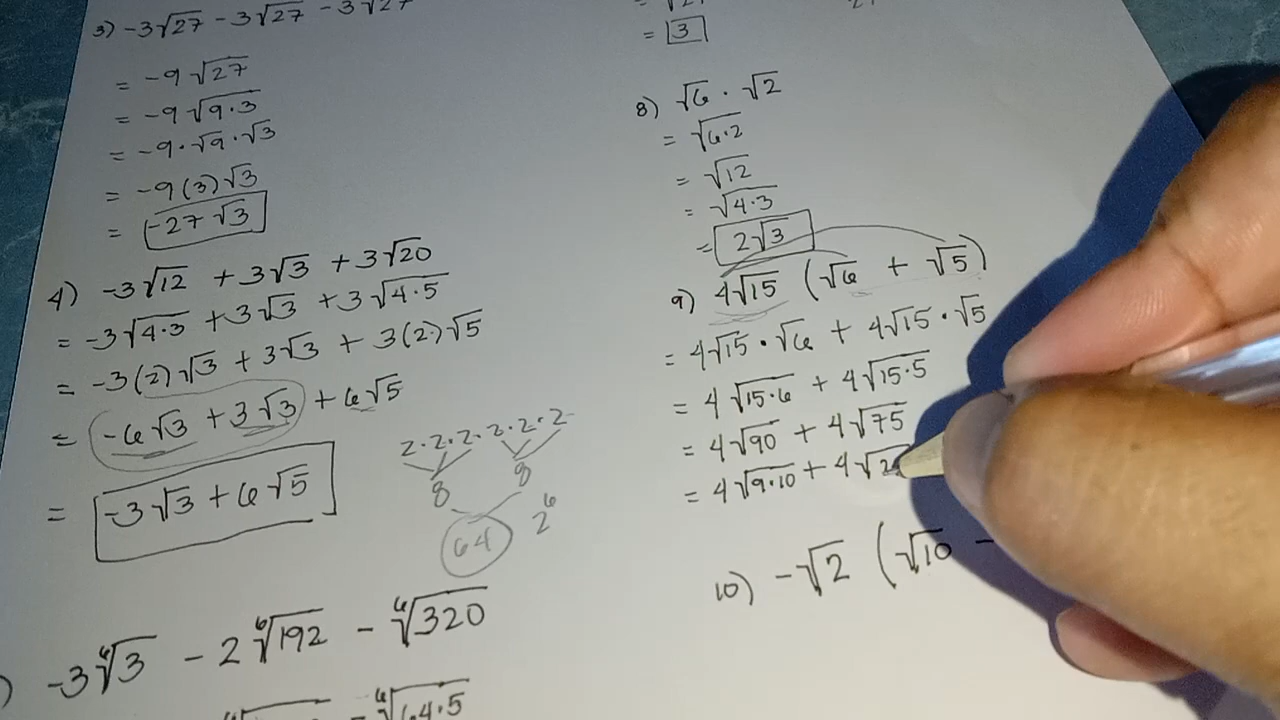 3) -3√27 - 3√27 - 3√27
= -9√27
= -9√9·3
= -9·√9·√3
= -9(3)√3
= -27√3
4) -3√12 + 3√3 + 3√20
= -3√4·3 + 3√3 + 3√4·5
= -3(2)√3 + 3√3 + 3(2)√5
= -6√3 + 3√3 + 6√5
= -3√3 + 6√5
2·2·2·2·2·2
8 8
64 2⁶
) -3⁶√3 - 2⁶√192 - ⁶√320
- ⁶√64·5
= 3
8) √6 · √2
= √6·2
= √12
= √4·3
= 2√3
9) 4√15 (√6 + √5)
= 4√15·√6 + 4√15·√5
= 4√15·6 + 4√15·5
= 4√90 + 4√75
= 4√9·10 + 4√2
10) -√2 (√10 -